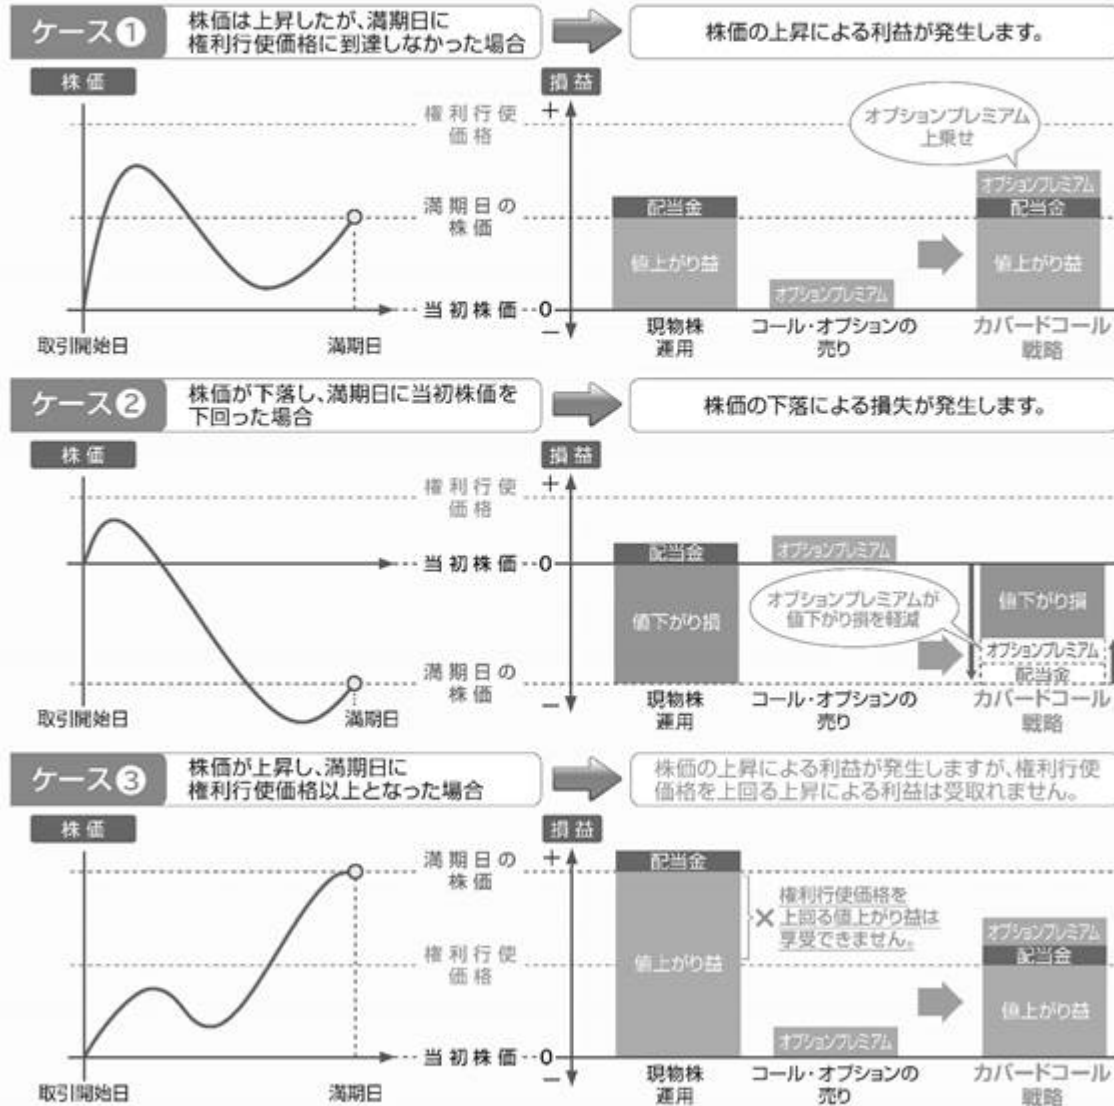 ケース❶
株価は上昇したが、満期日に
権利行使価格に到達しなかった場合
株価の上昇による利益が発生します。
株価
損益
権利行使
価格
+
オプションプレミアム
上乗せ
満期日の
株価
配当金
値上がり益
オプションプレミアム
オプションプレミアム
配当金
値上がり益
当初株価
0
−
取引開始日
満期日
現物株
運用
コール・オプションの
売り
カバードコール
戦略
ケース❷
株価が下落し、満期日に当初株価を
下回った場合
株価の下落による損失が発生します。
株価
損益
権利行使
価格
+
当初株価
0
配当金
値下がり損
オプションプレミアム
オプションプレミアムが
値下がり損を軽減
値下がり損
オプションプレミアム
配当金
満期日の
株価
−
取引開始日
満期日
現物株
運用
コール・オプションの
売り
カバードコール
戦略
ケース❸
株価が上昇し、満期日に
権利行使価格以上となった場合
株価の上昇による利益が発生しますが、権利行使
価格を上回る上昇による利益は受取れません。
株価
損益
満期日の
株価
+
配当金
値上がり益
×
権利行使価格を
上回る値上がり益は
享受できません。
権利行使
価格
オプションプレミアム
オプションプレミアム
配当金
値上がり益
当初株価
0
−
取引開始日
満期日
現物株
運用
コール・オプションの
売り
カバードコール
戦略